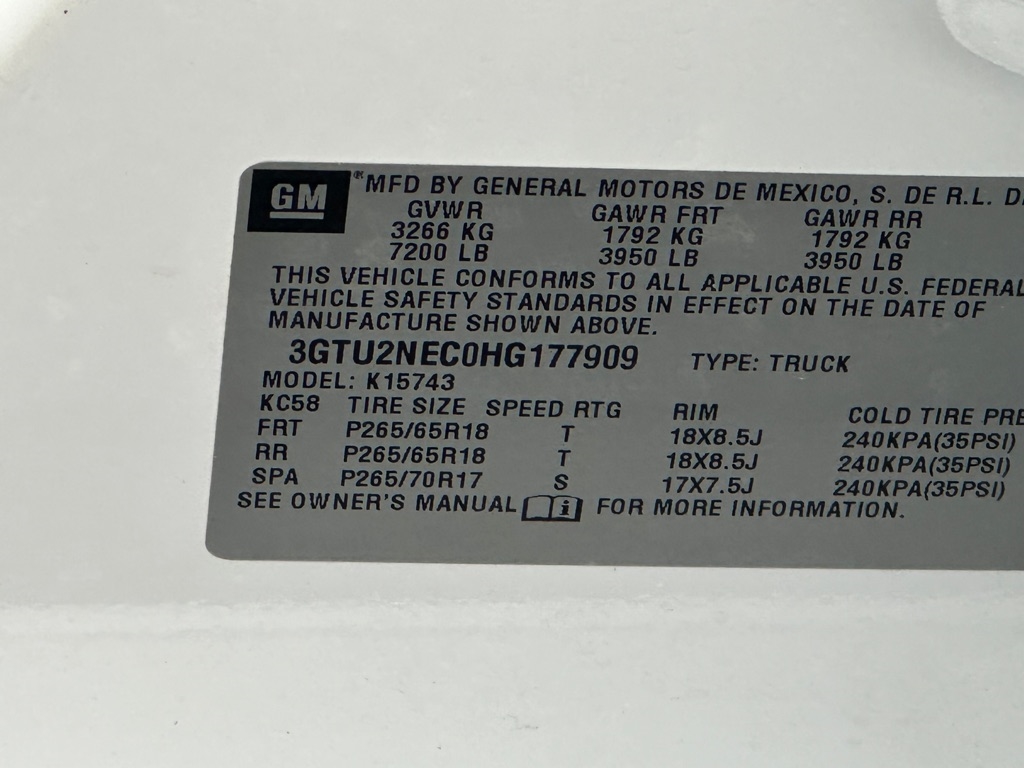 GM ® MFD BY GENERAL MOTORS DE MEXICO, S. DE R.L.
GVWR GAWR FRT GAWR RR
3266 KG 1792 KG 1792 KG
7200 LB 3950 LB 3950 LB
THIS VEHICLE CONFORMS TO ALL APPLICABLE U.S. FEDERAL
VEHICLE SAFETY STANDARDS IN EFFECT ON THE DATE OF
MANUFACTURE SHOWN ABOVE.
3GTU2NEC0HG177909 TYPE: TRUCK
MODEL: K15743
KC58 TIRE SIZE SPEED RTG RIM COLD TIRE
FRT P265/65R18 T 18X8.5J 240KPA(35PSI)
RR P265/65R18 T 18X8.5J 240KPA(35PSI)
SPA P265/70R17 S 17X7.5J 240KPA(35PSI)
SEE OWNER'S MANUAL i FOR MORE INFORMATION.